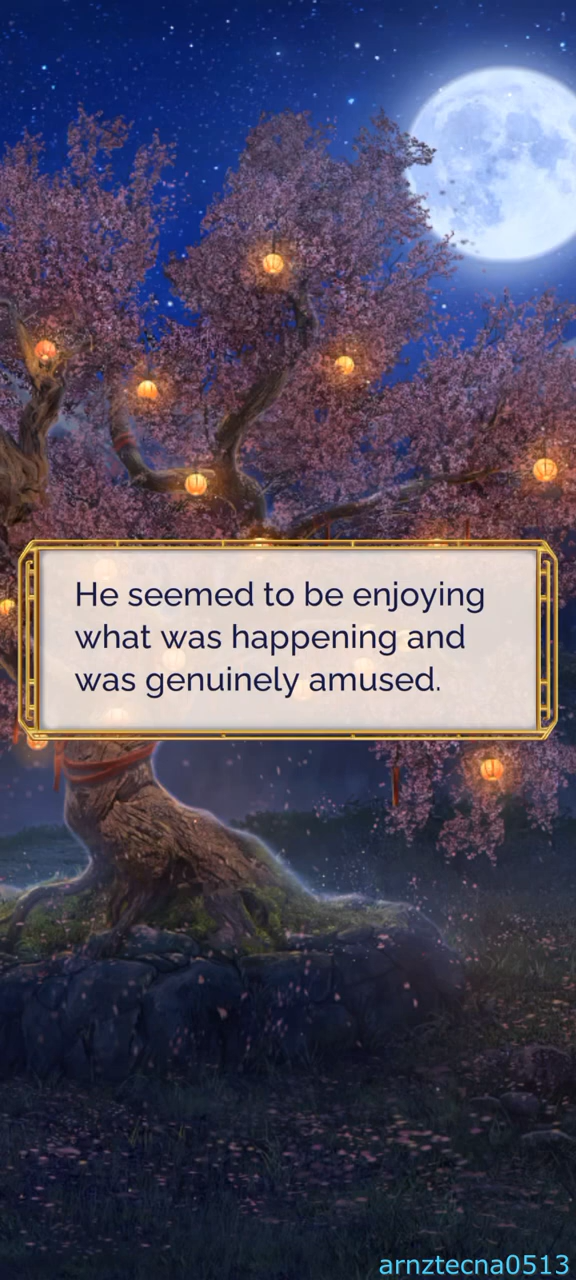 He seemed to be enjoying
what was happening and
was genuinely amused.
arnztecna0513